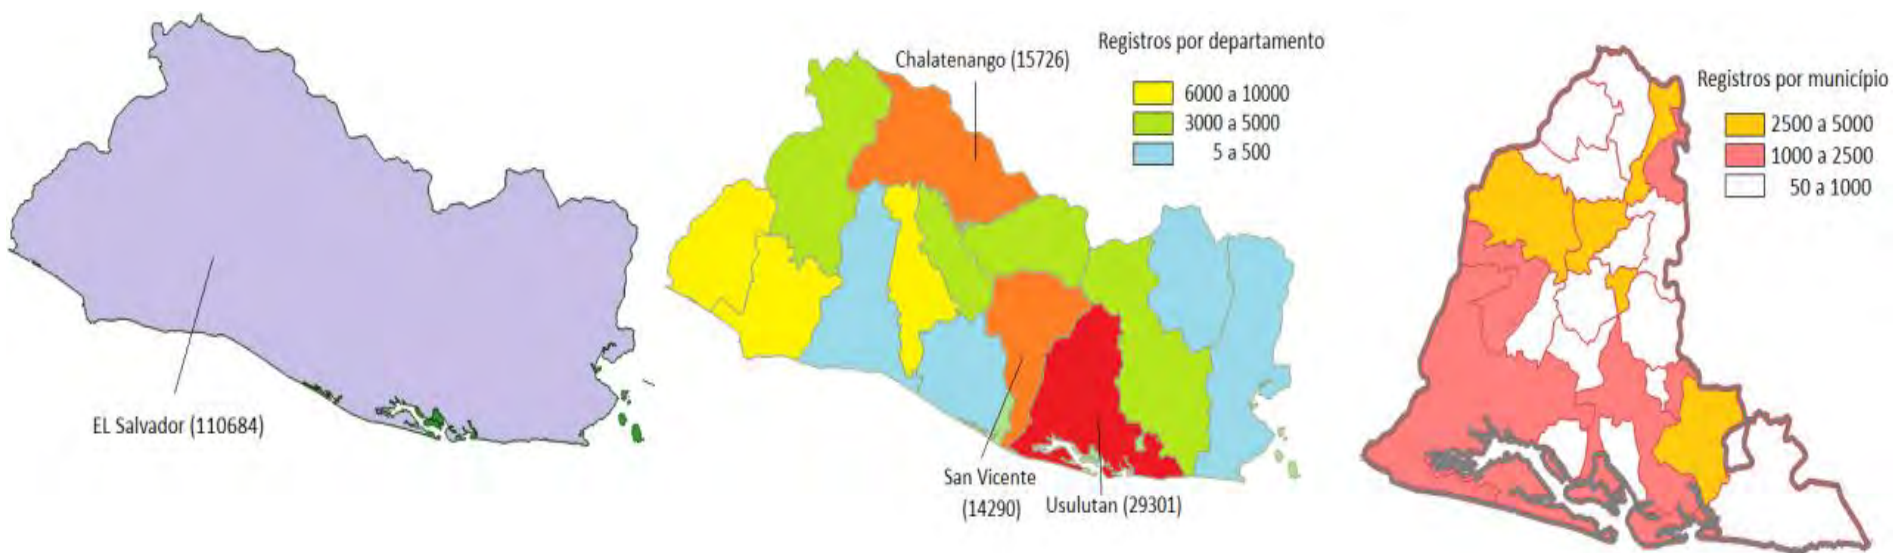 EL Salvador (110684)
Chalatenango (15726)
Registros por departamento
6000 a 10000
3000 a 5000
5 a 500
San Vicente
(14290)
Usulutan (29301)
Registros por município
2500 a 5000
1000 a 2500
50 a 1000